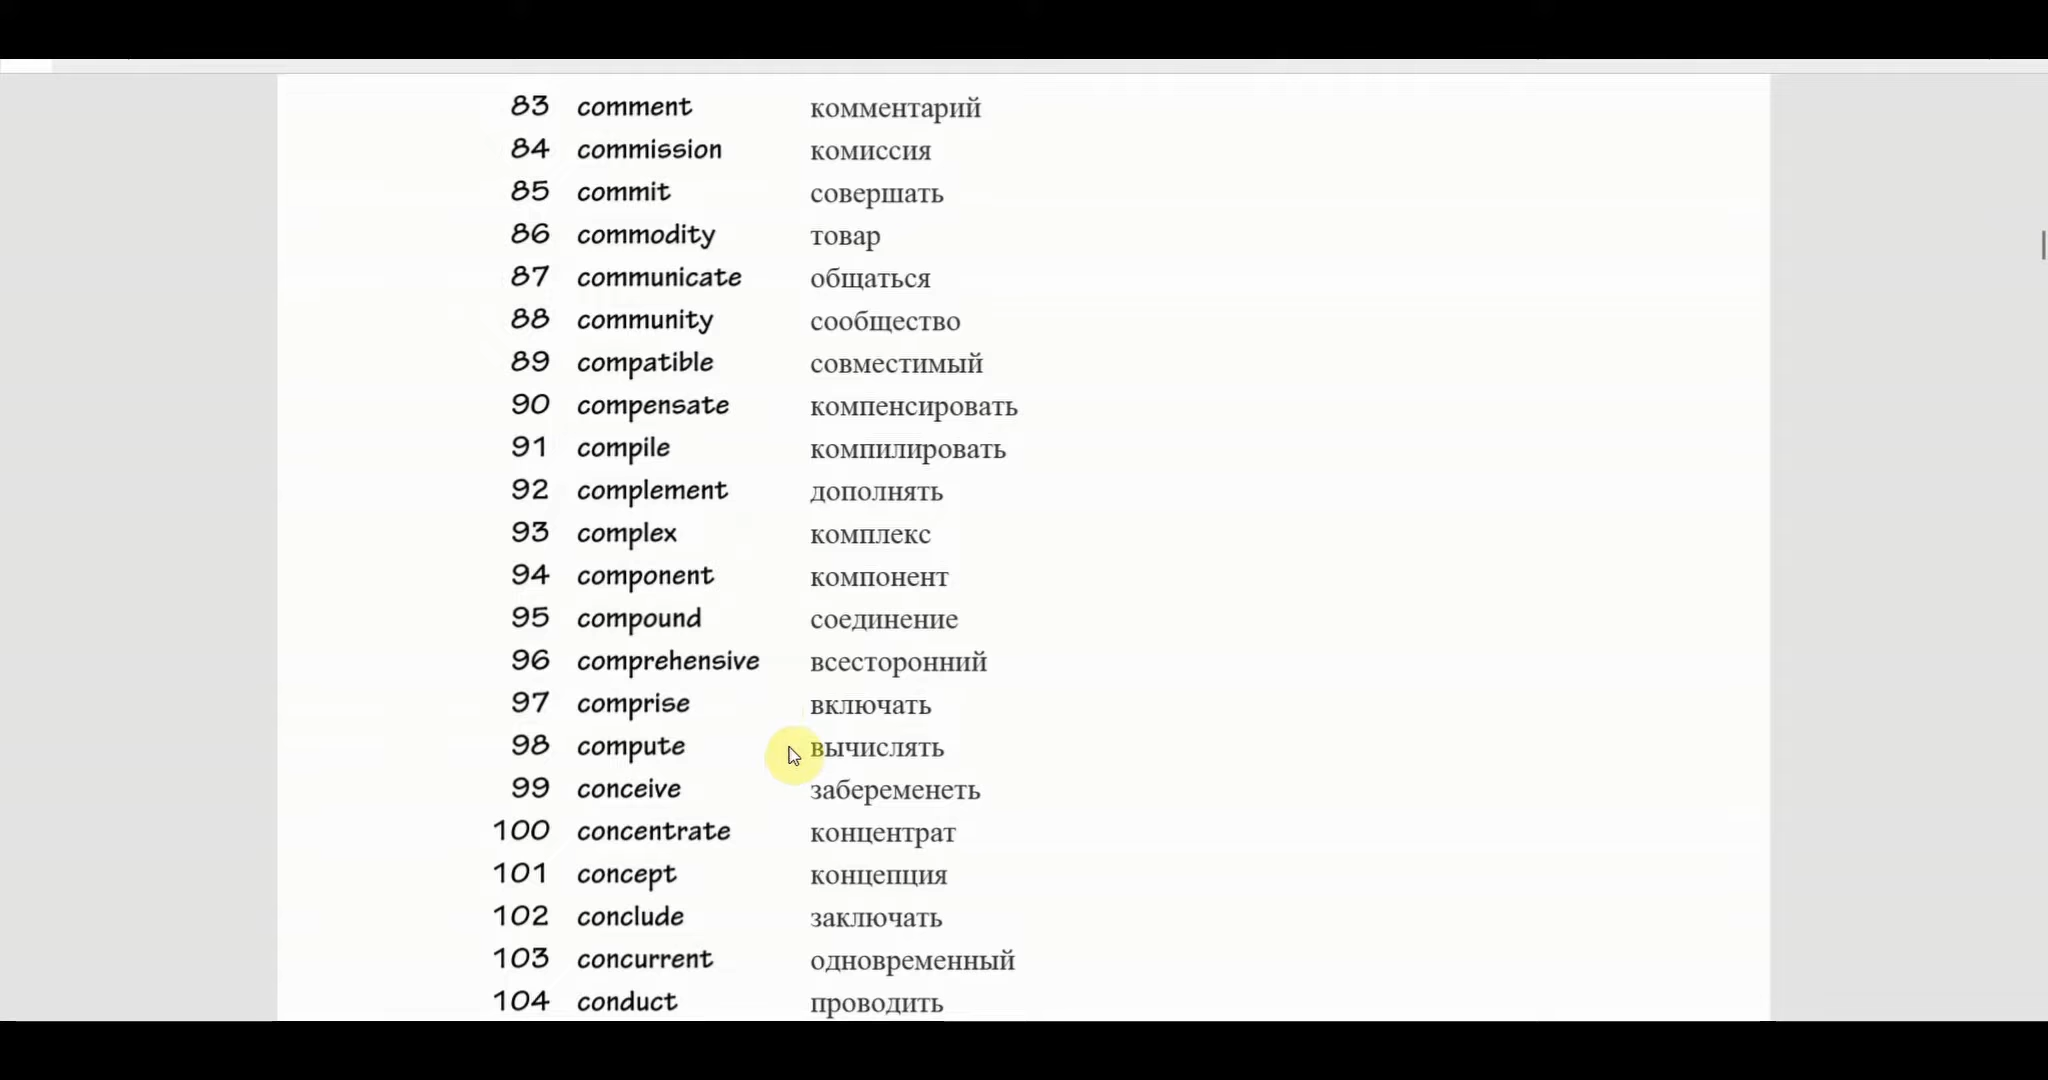 83 comment комментарий
84 commission комиссия
85 commit совершать
86 commodity товар
87 communicate общаться
88 community сообщество
89 compatible совместимый
90 compensate компенсировать
91 compile компилировать
92 complement дополнять
93 complex комплекс
94 component компонент
95 compound соединение
96 comprehensive всесторонний
97 comprise включать
98 compute вычислять
99 conceive забеременеть
100 concentrate концентрат
101 concept концепция
102 conclude заключать
103 concurrent одновременный
104 conduct проводить